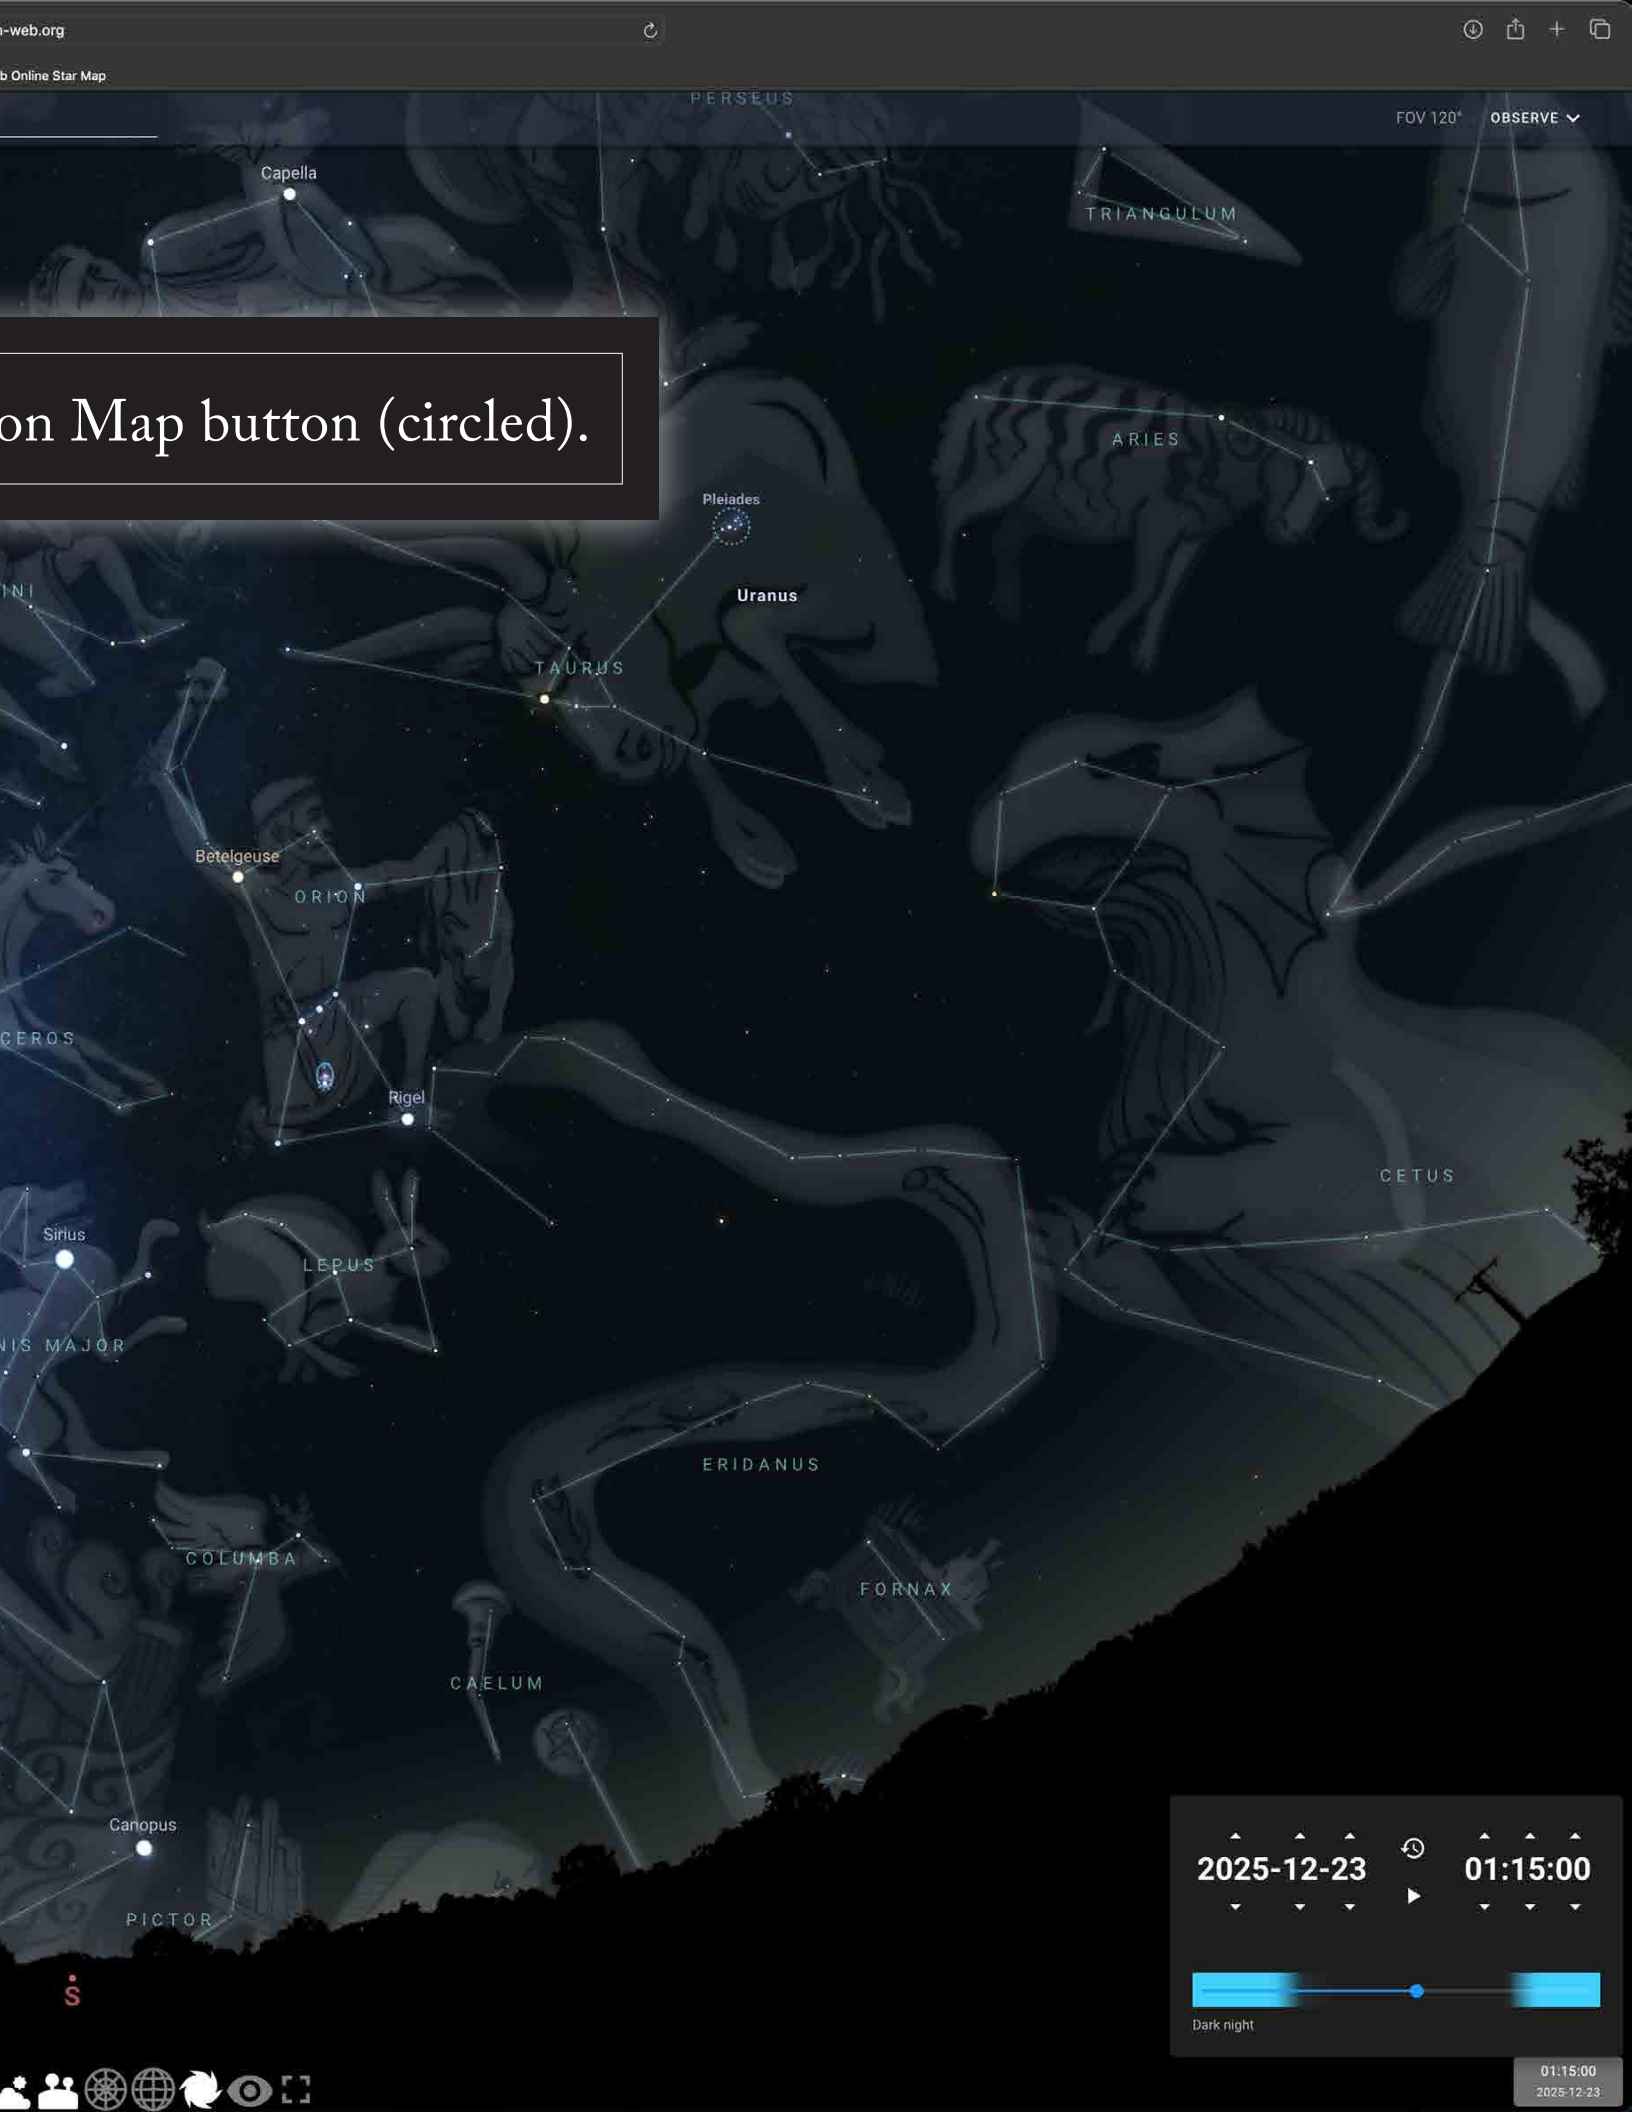 -web.org
b Online Star Map
PERSEUS
FOV 120°
OBSERVE
Capella
TRIANGULUM
on Map button (circled).
ARIES
Pleiades
INI
Uranus
TAURUS
Betelgeuse
ORION
CEROS
Rigel
CETUS
Sirius
LEPUS
NIS MAJOR
ERIDANUS
COLUMBA
FORNAX
CAELUM
Canopus
2025-12-23
01:15:00
PICTOR
S
Dark night
01:15:00
2025-12-23